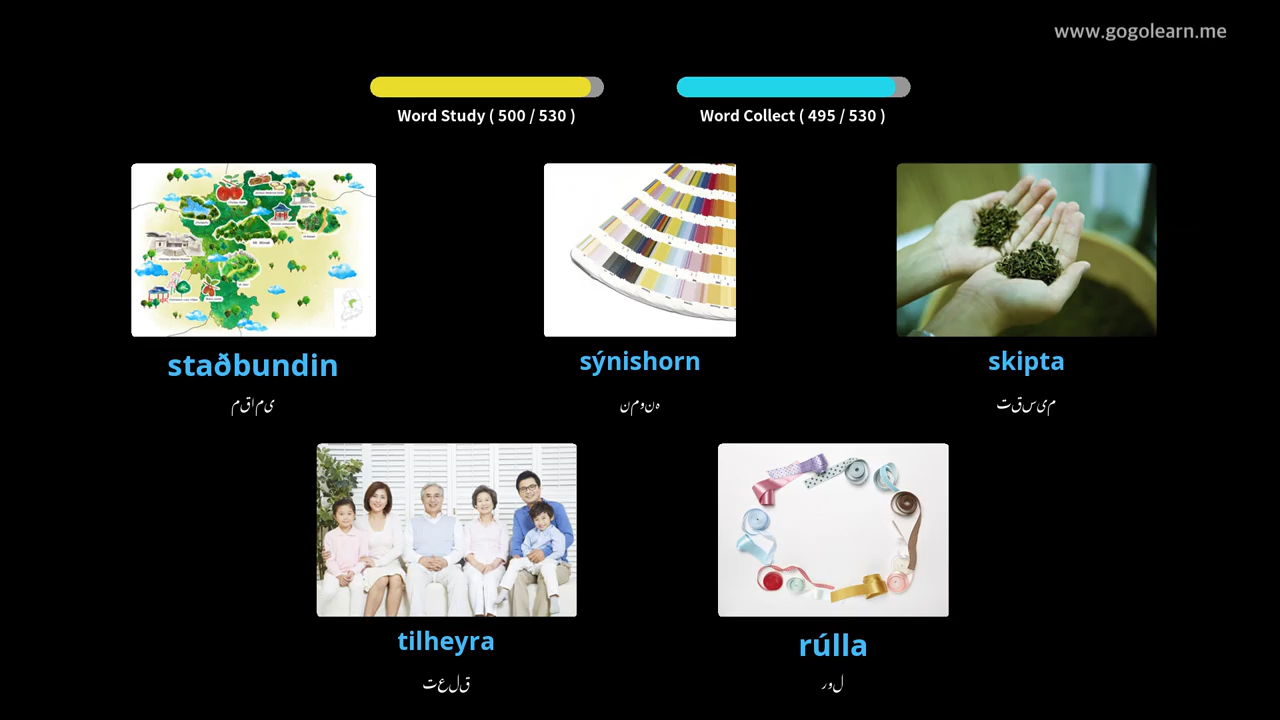 www.gogolearn.me
Word Study ( 500 / 530 )
Word Collect ( 495 / 530 )
staðbundin
مقامی
sýnishorn
نمونہ
skipta
تقسیم
tilheyra
تعلق
rúlla
رول